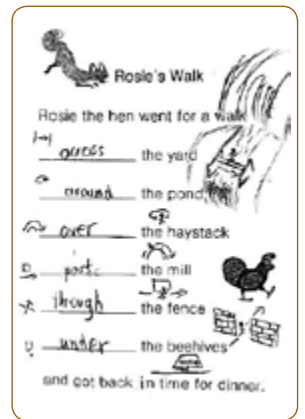 Rosie's Walk
Rosie the hen went for a walk
across the yard
around the pond
over the haystack
past the mill
through the fence
under the beehives
and got back in time for dinner.